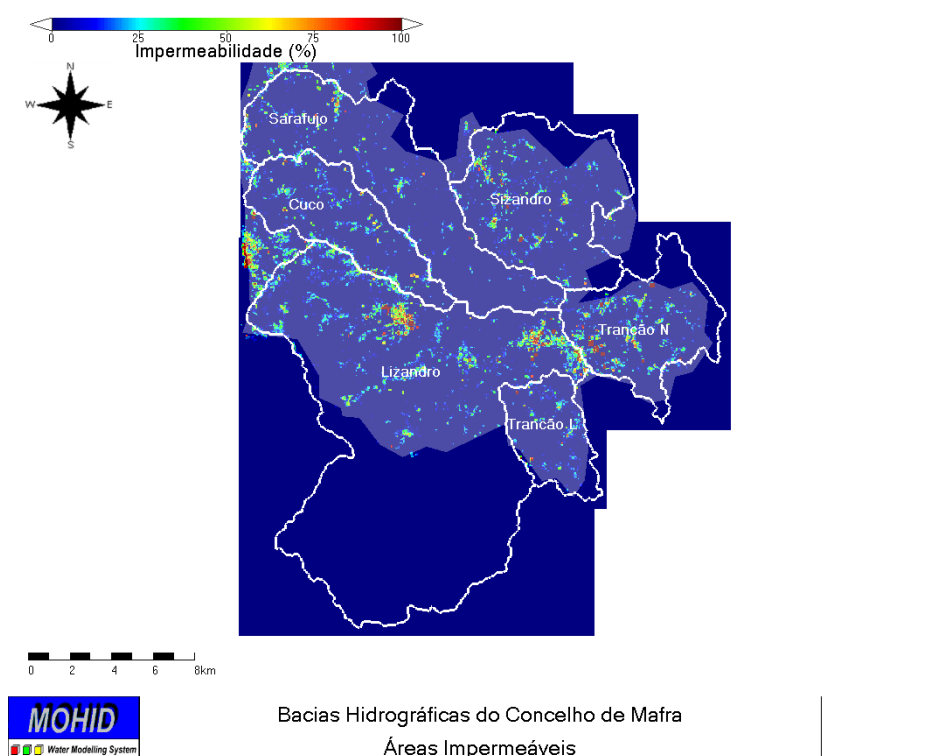 0 25 50 75 100
Impermeabilidade (%)
N
W E
S
Sarafujo
Cuco
Sizandro
Trancão N
Lizandro
Trancão L
0 2 4 6 8km
MOHID
Water Modelling System
Bacias Hidrográficas do Concelho de Mafra
Áreas Impermeáveis